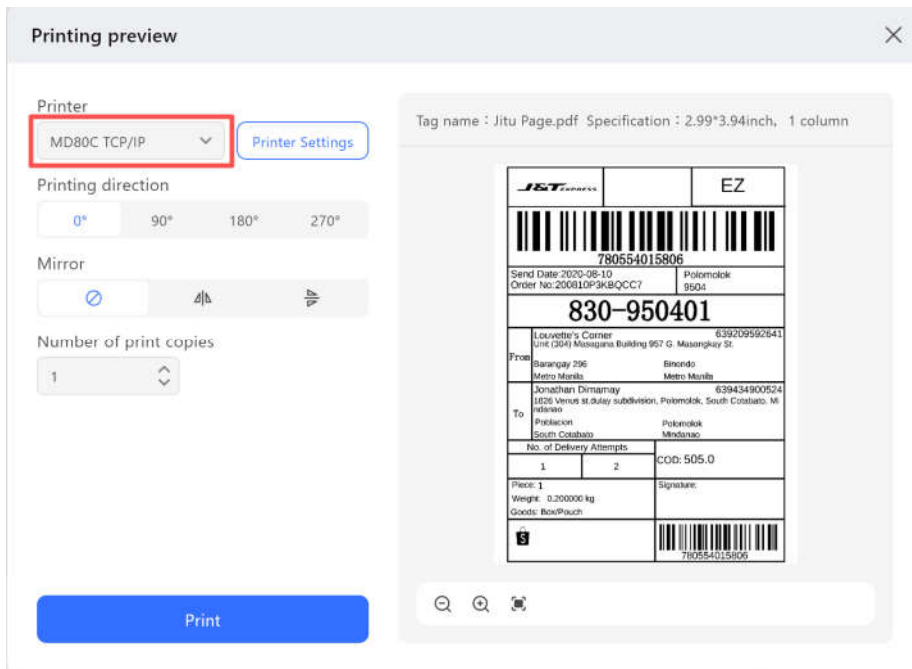 Printing preview
Printer
MD80C TCP/IP
Printer Settings
Printing direction
0° 90° 180° 270°
Mirror
Number of print copies
1
Print
Tag name：Jitu Page.pdf Specification：2.99*3.94inch, 1 column
J&T EXPRESS
EZ
780554015806
Send Date:2020-08-10
Order No:200810P3KBQCC7
Polomolok
9504
830-950401
From
Louvette's Corner 639209592641
Unit (304) Masagana Building 957 G. Masangkay St.
Barangay 296 Binondo
Metro Manila Metro Manila
To
Jonathan Dimamay 639434900524
1826 Venus st.dulay subdivision, Polomolok, South Cotabato, Mi
ndanao
Poblacion Polomolok
South Cotabato Mindanao
No. of Delivery Attempts
1 2
COD: 505.0
Piece: 1
Weight: 0.200000 kg
Goods: Box/Pouch
Signature:
780554015806